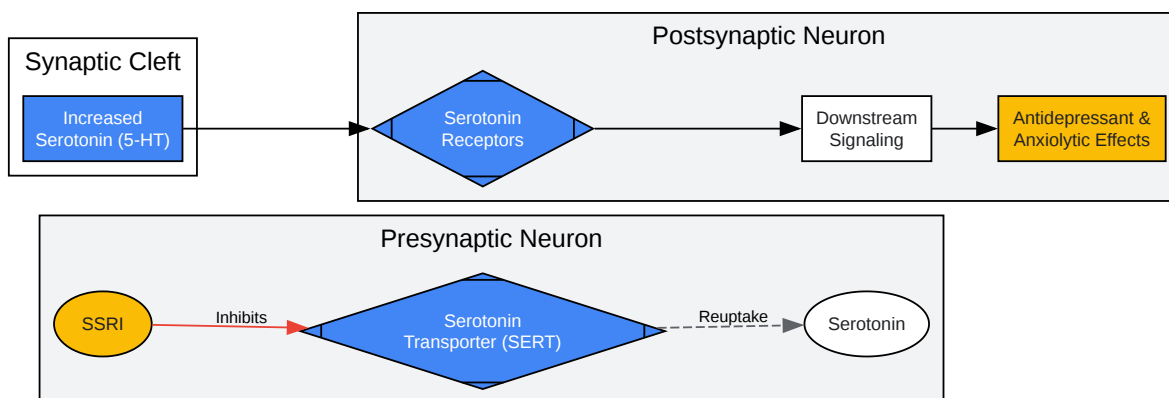 Postsynaptic Neuron
Synaptic Cleft
Increased
Serotonin (5-HT)
Serotonin
Receptors
Downstream
Signaling
Antidepressant &
Anxiolytic Effects
Presynaptic Neuron
SSRI
Inhibits
Serotonin
Transporter (SERT)
Reuptake
Serotonin